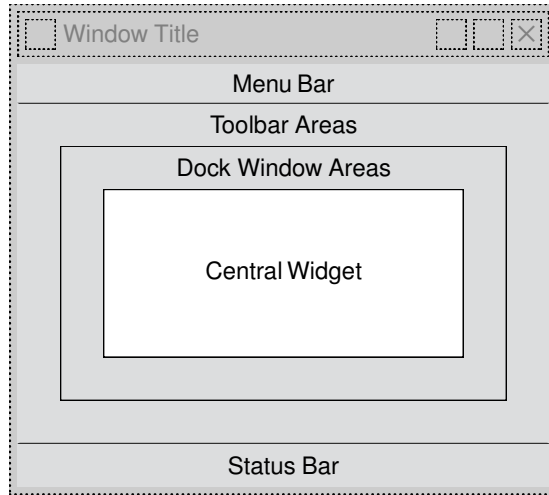 Window Title
Menu Bar
Toolbar Areas
Dock Window Areas
Central Widget
Status Bar